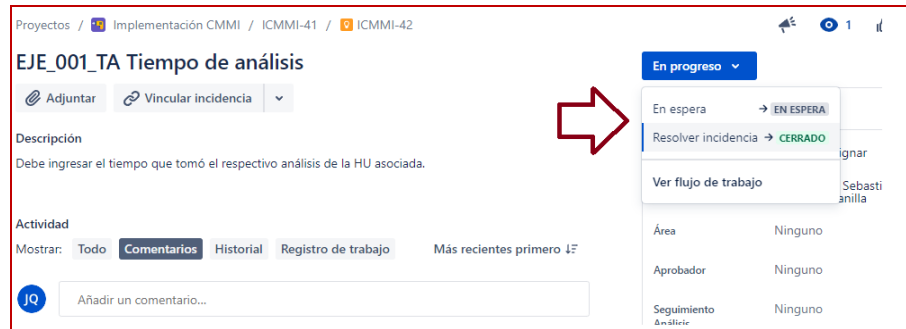 Proyectos / Implementación CMMI / ICMMI-41 / ICMMI-42
1
EJE_001_TA Tiempo de análisis
En progreso
Adjuntar
Vincular incidencia
En espera → EN ESPERA
Resolver incidencia → CERRADO
Ver flujo de trabajo
Descripción
Debe ingresar el tiempo que tomó el respectivo análisis de la HU asociada.
ignar
Sebasti
anilla
Actividad
Mostrar: Todo Comentarios Historial Registro de trabajo Más recientes primero
Área Ninguno
Aprobador Ninguno
JQ Añadir un comentario...
Seguimiento Ninguno
Análisis